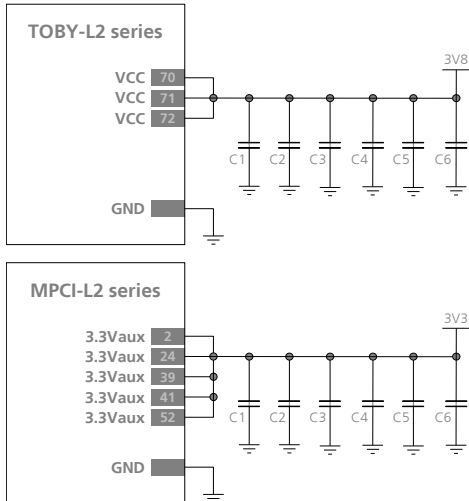 TOBY-L2 series
3V8
VCC 70
VCC 71
VCC 72
C1 C2 C3 C4 C5 C6
GND
MPCI-L2 series
3V3
3.3Vaux 2
3.3Vaux 24
3.3Vaux 39
3.3Vaux 41
3.3Vaux 52
C1 C2 C3 C4 C5 C6
GND